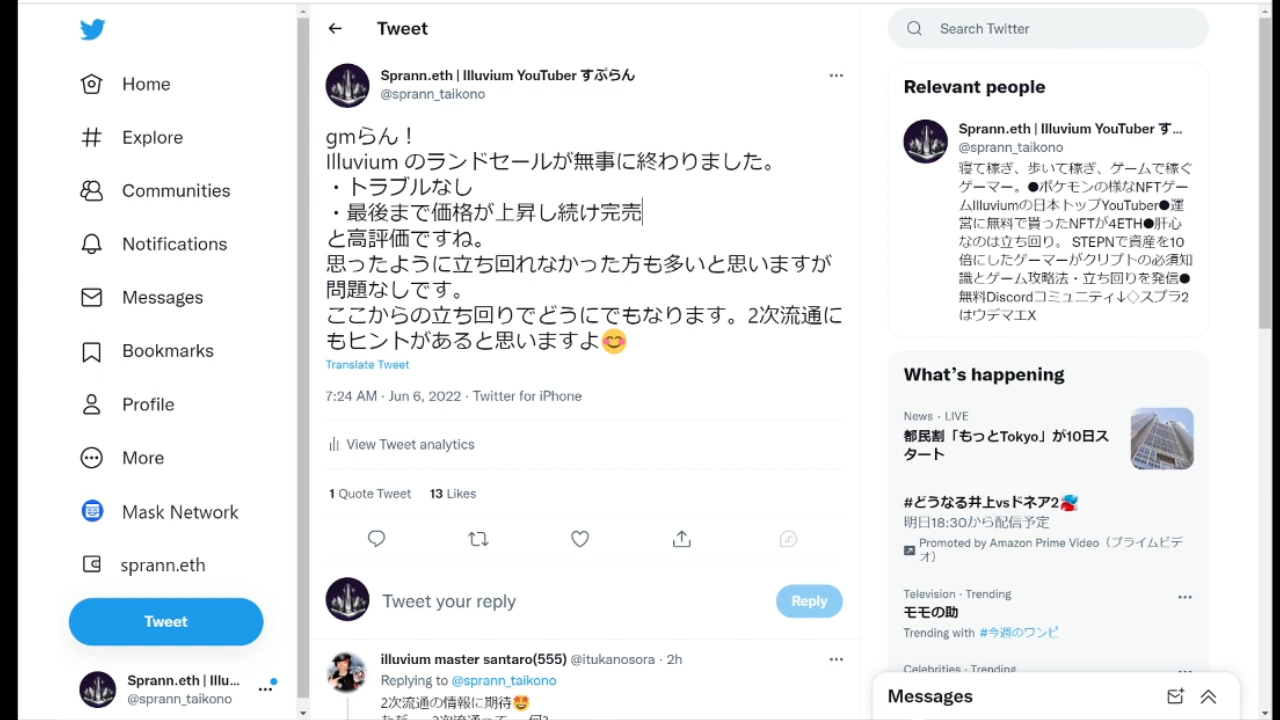 Home
Explore
Communities
Notifications
Messages
Bookmarks
Profile
More
Mask Network
sprann.eth
Tweet
Sprann.eth | Illu...
@sprann_taikono
Tweet
Sprann.eth | Illuvium YouTuber すぷらん
@sprann_taikono
gmらん！
Illuvium のランドセールが無事に終わりました。
・トラブルなし
・最後まで価格が上昇し続け完売
と高評価ですね。
思ったように立ち回れなかった方も多いと思いますが
問題なしです。
ここからの立ち回りでどうにでもなります。2次流通に
もヒントがあると思いますよ😊
Translate Tweet
7:24 AM · Jun 6, 2022 · Twitter for iPhone
View Tweet analytics
1 Quote Tweet 13 Likes
Tweet your reply
Reply
illuvium master santaro(555) @itukanosora · 2h
Replying to @sprann_taikono
2次流通の情報に期待🤩
Search Twitter
Relevant people
Sprann.eth | Illuvium YouTuber す...
@sprann_taikono
寝て稼ぎ、歩いて稼ぎ、ゲームで稼ぐ
ゲーマー。●ポケモンの様なNFTゲー
ムIlluviumの日本トップYouTuber●運
営に無料で貰ったNFTが4ETH●肝心
なのは立ち回り。 STEPNで資産を10
倍にしたゲーマーがクリプトの必須知
識とゲーム攻略法・立ち回りを発信●
無料Discordコミュニティ↓◇スプラ2
はウデマエX
What's happening
News · LIVE
都民割「もっとTokyo」が10日ス
タート
#どうなる井上vsドネア2
明日18:30から配信予定
Promoted by Amazon Prime Video（プライムビデ
オ）
Television · Trending
モモの助
Trending with #今週のワンピ
Celebrities · Trending
Messages